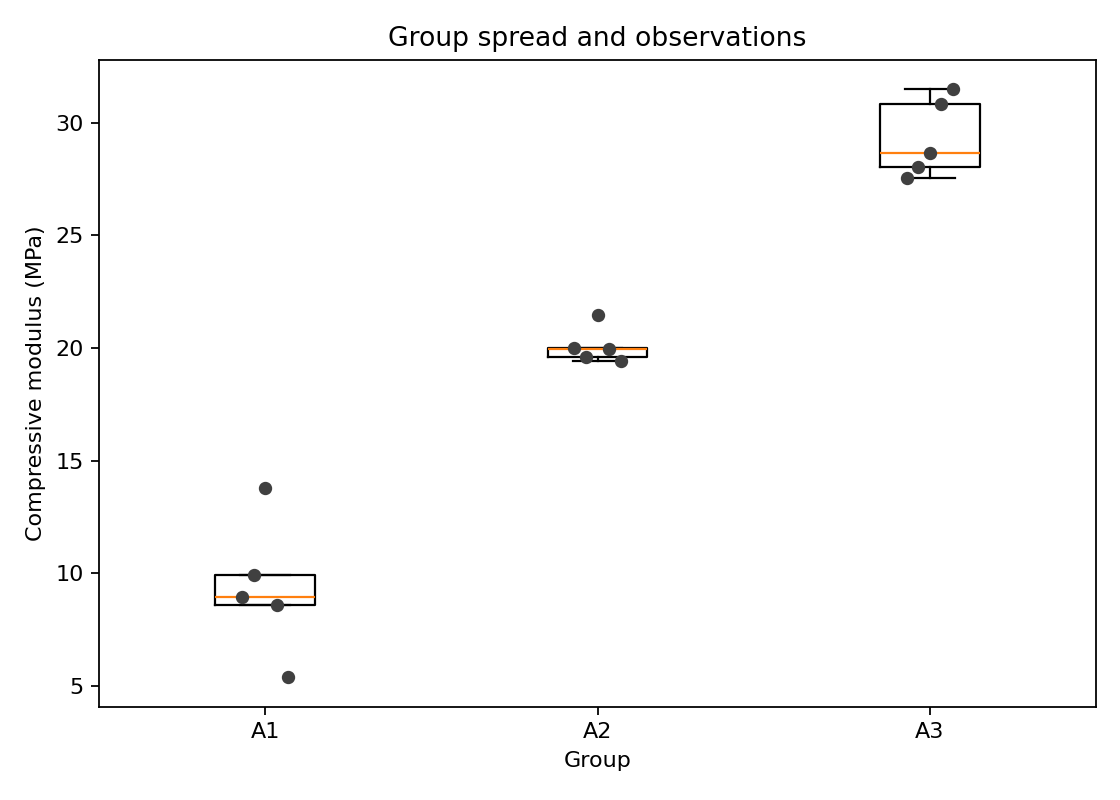 Group spread and observations
Compressive modulus (MPa)
30
25
20
15
10
5
A1
A2
A3
Group